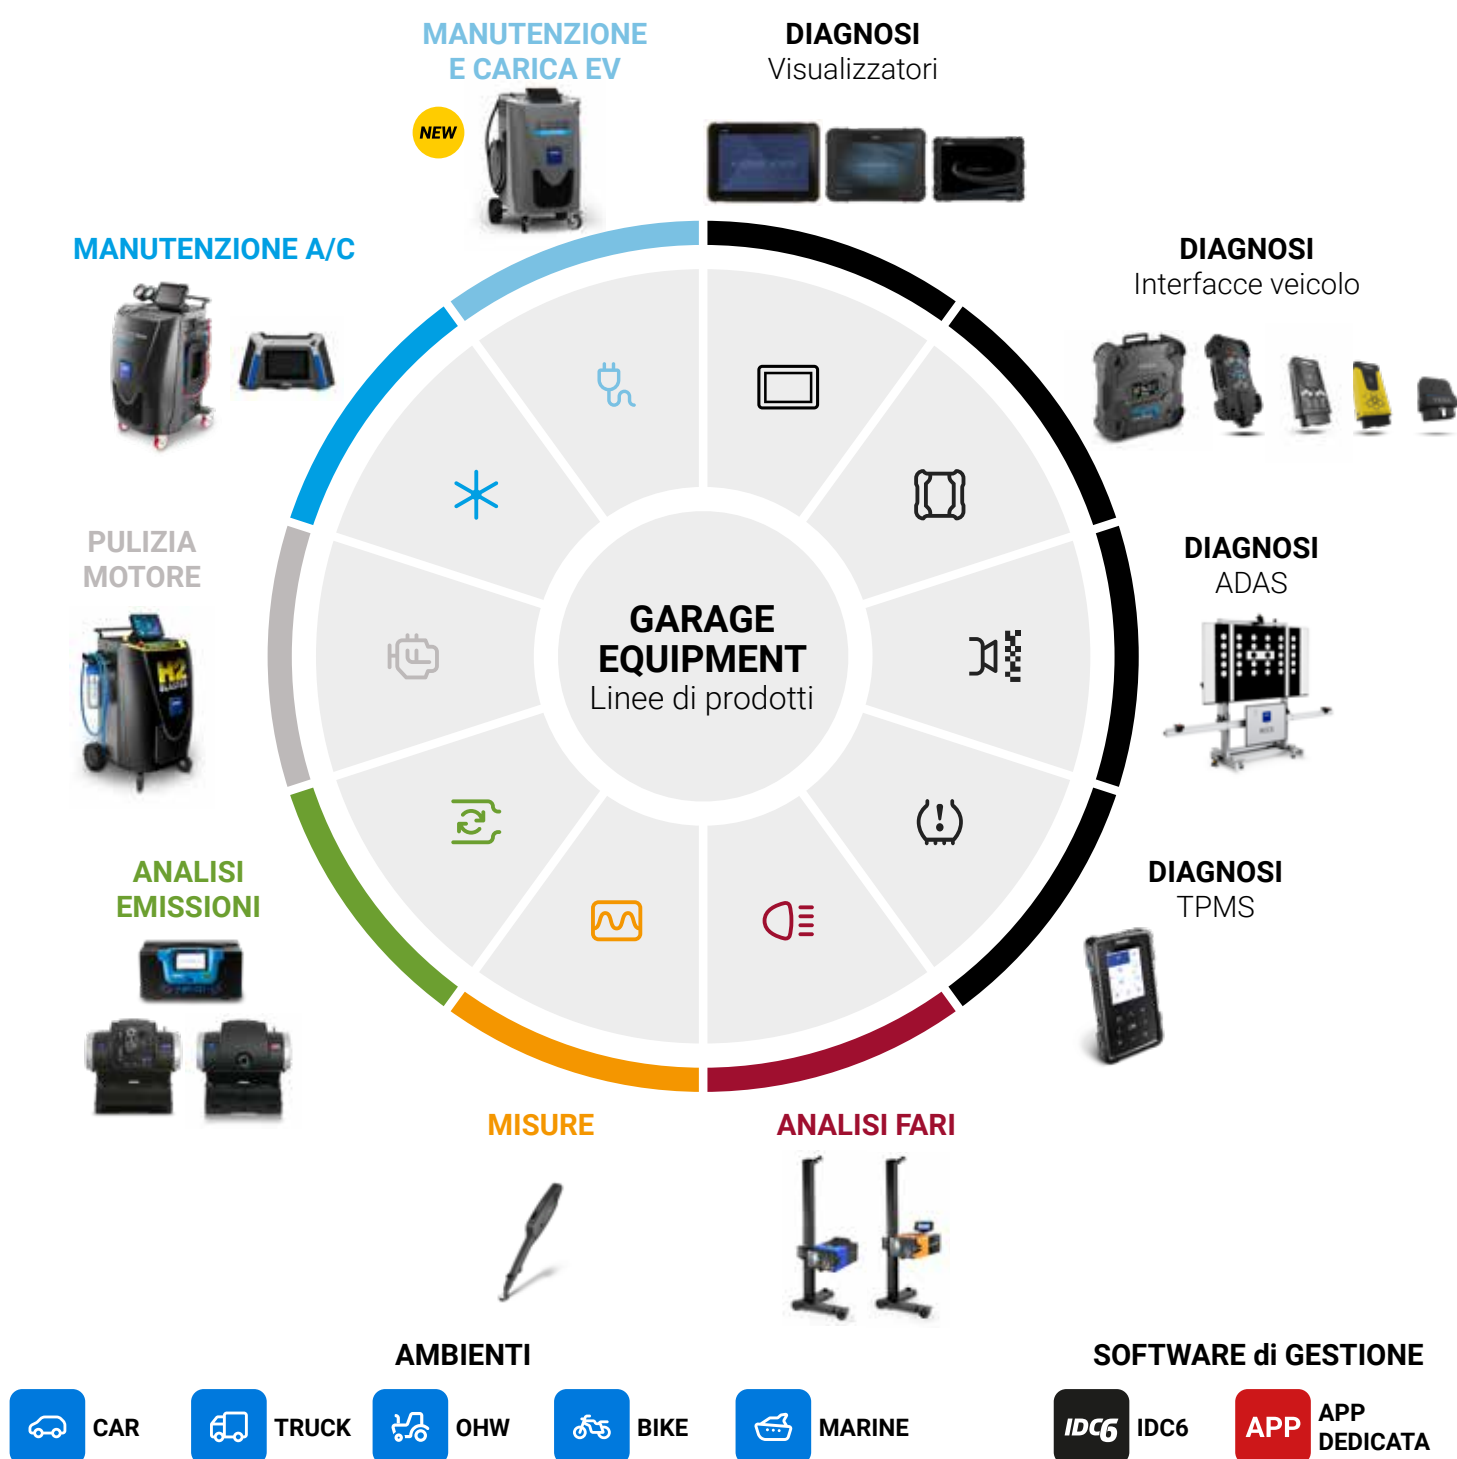 MANUTENZIONE
E CARICA EV
NEW
DIAGNOSI
Visualizzatori
MANUTENZIONE A/C
DIAGNOSI
Interfacce veicolo
PULIZIA
MOTORE
H2
DIAGNOSI
ADAS
GARAGE
EQUIPMENT
Linee di prodotti
ANALISI
EMISSIONI
DIAGNOSI
TPMS
MISURE
ANALISI FARI
AMBIENTI
SOFTWARE di GESTIONE
CAR
TRUCK
OHW
BIKE
MARINE
IDC6
IDC6
APP
APP
DEDICATA